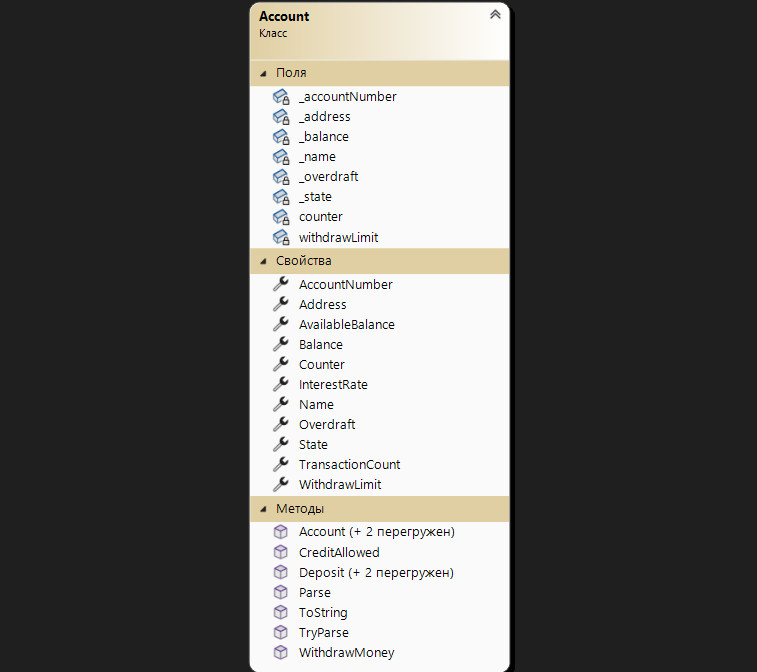 Account
Класс
Поля
_accountNumber
_address
_balance
_name
_overdraft
_state
counter
withdrawLimit
Свойства
AccountNumber
Address
AvailableBalance
Balance
Counter
InterestRate
Name
Overdraft
State
TransactionCount
WithdrawLimit
Методы
Account (+ 2 перегружен)
CreditAllowed
Deposit (+ 2 перегружен)
Parse
ToString
TryParse
WithdrawMoney